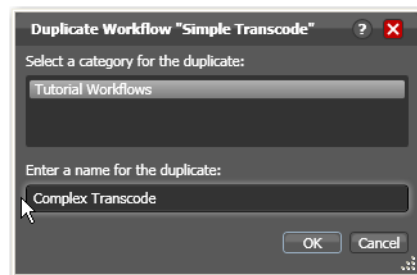 Duplicate Workflow "Simple Transcode" ?
Select a category for the duplicate:
Tutorial Workflows
Enter a name for the duplicate:
Complex Transcode
OK Cancel